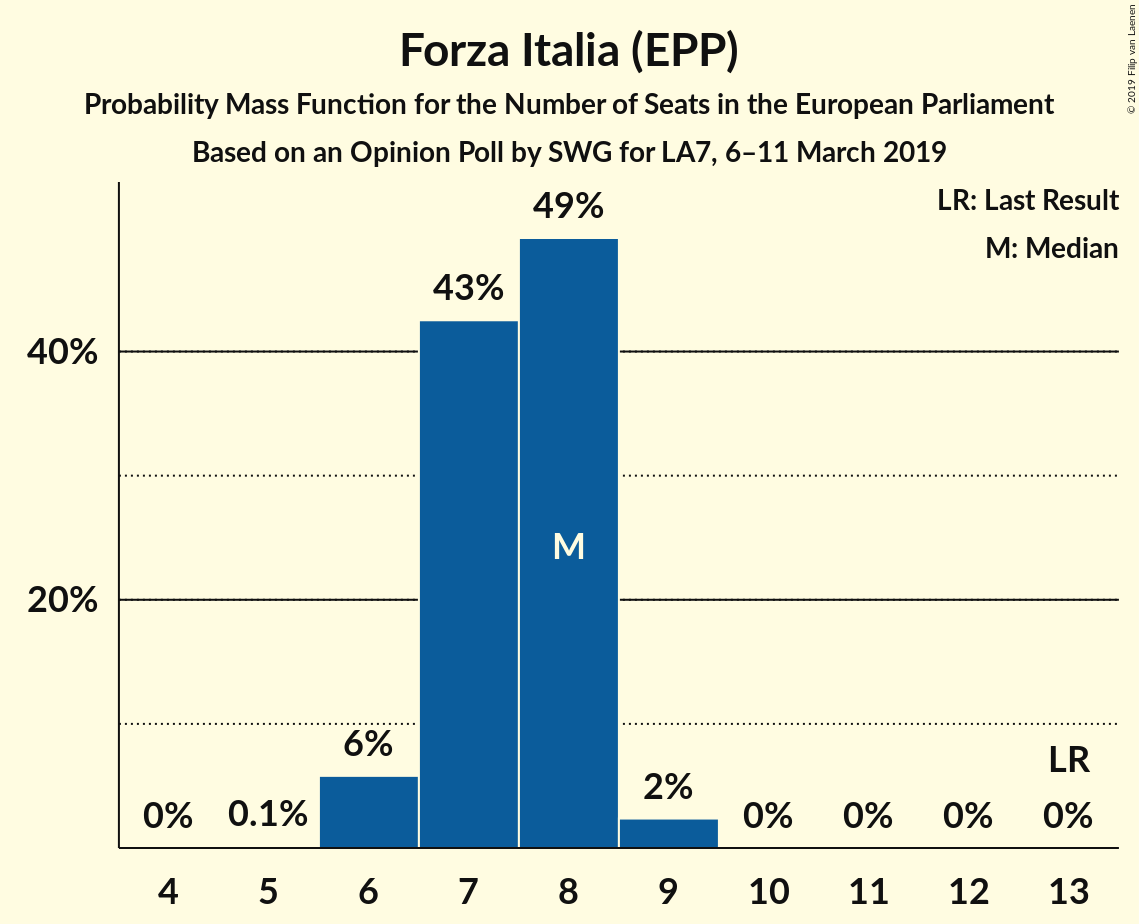 Forza Italia (EPP)
Probability Mass Function for the Number of Seats in the European Parliament
Based on an Opinion Poll by SWG for LA7, 6–11 March 2019
© 2019 Filip van Laenen
LR: Last Result
M: Median
49%
43%
40%
M
20%
6%
2%
LR
0% 0.1% 0% 0% 0% 0%
4 5 6 7 8 9 10 11 12 13